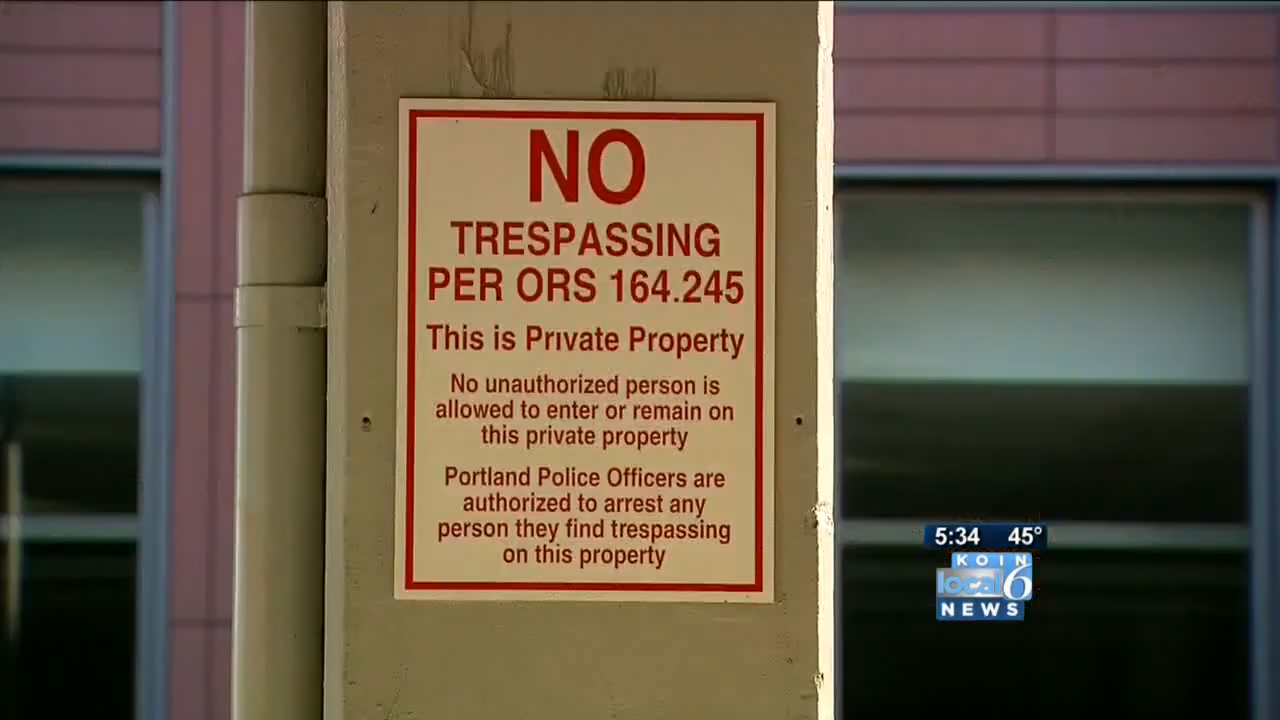 NO
TRESPASSING
PER ORS 164.245
This is Private Property
No unauthorized person is
allowed to enter or remain on
this private property
Portland Police Officers are
authorized to arrest any
person they find trespassing
on this property
5:34 45°
KOIN
local 6
NEWS